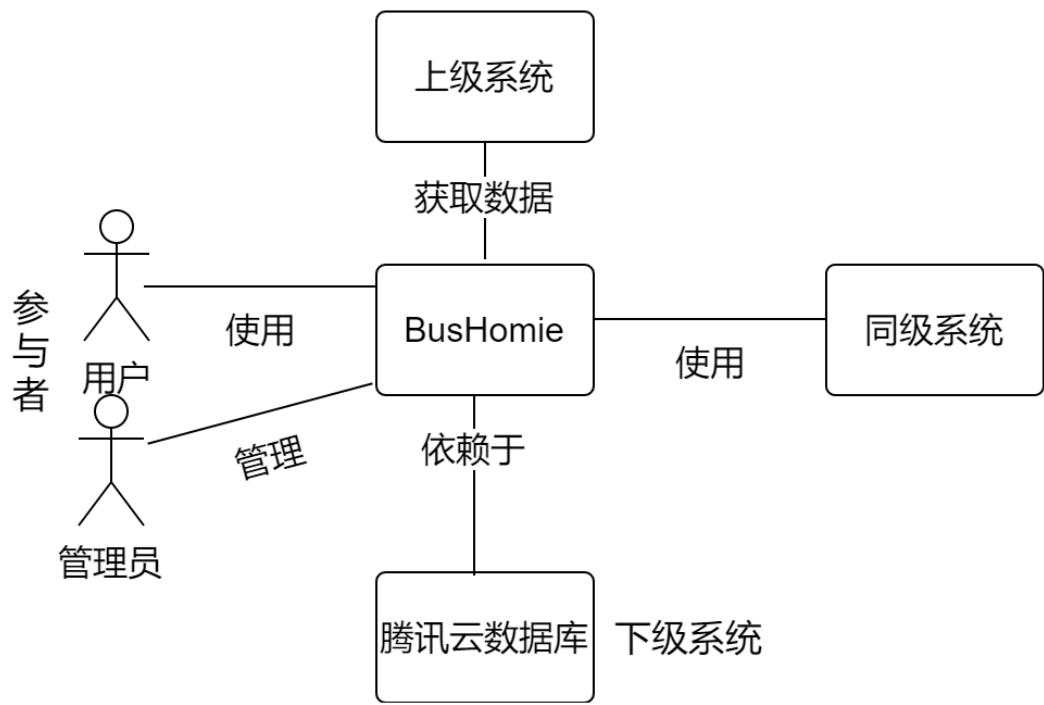 上级系统
获取数据
参与者
用户
使用
BusHomie
使用
同级系统
管理
依赖于
管理员
腾讯云数据库
下级系统